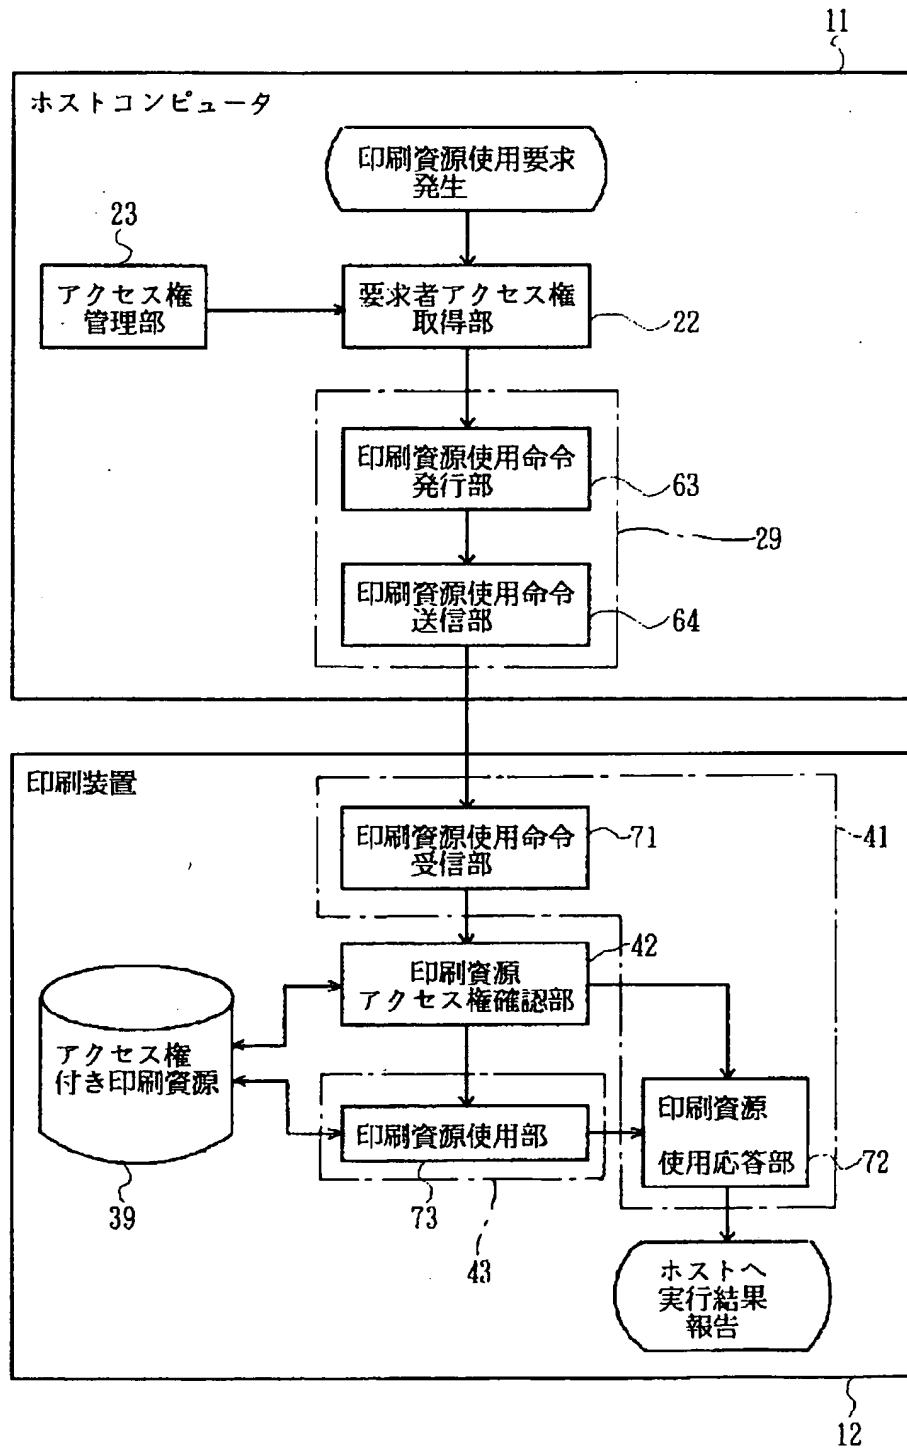 11
ホストコンピュータ
印刷資源使用要求
発生
23
アクセス権
管理部
要求者アクセス権
取得部
22
印刷資源使用命令
発行部
63
29
印刷資源使用命令
送信部
64
印刷装置
印刷資源使用命令
受信部
71
41
42
印刷資源
アクセス権確認部
アクセス権
付き印刷資源
39
印刷資源使用部
73
43
印刷資源
使用応答部
72
ホストへ
実行結果
報告
12